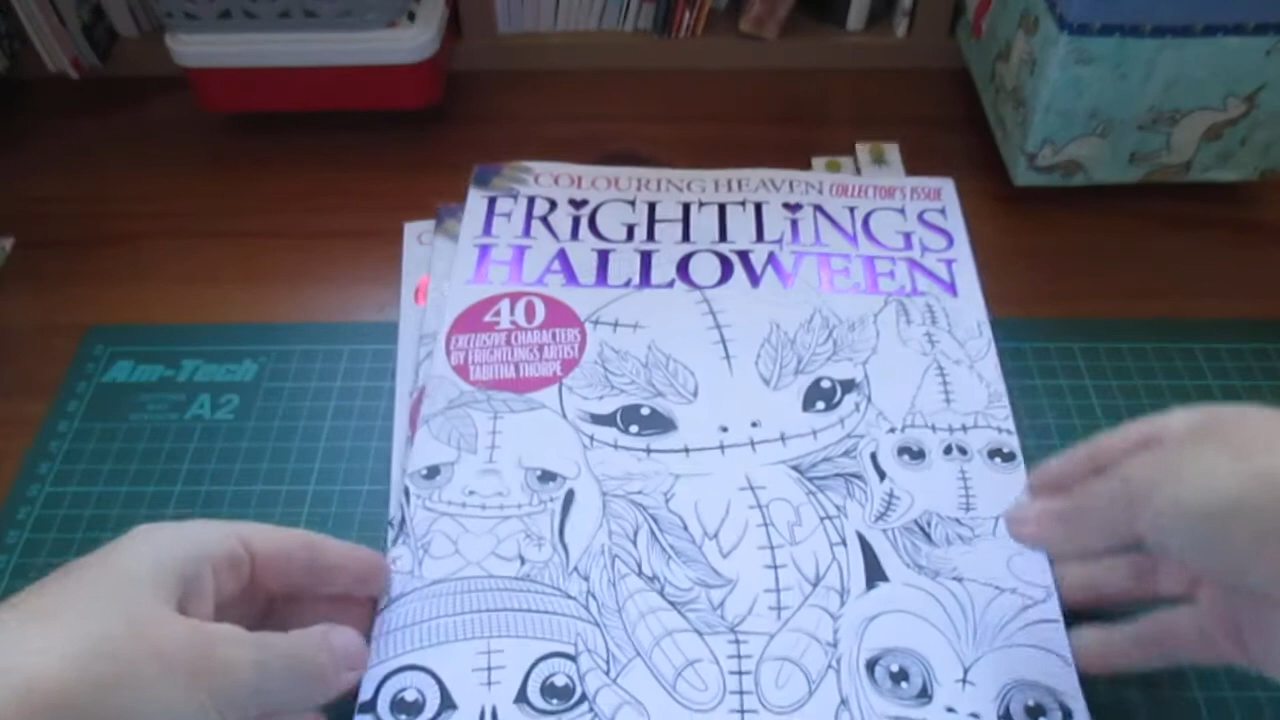 COLOURING HEAVEN COLLECTOR'S ISSUE
FRiGHTLiNGS
HALLOWEEN
40
EXCLUSIVE CHARACTERS
BY FRIGHTLINGS ARTIST
TABITHA THORPE
Am-Tech
A2
C